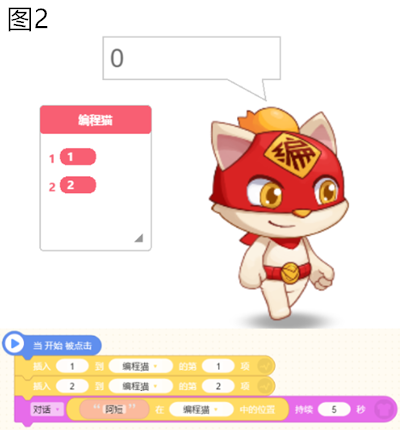 图2
0
编程猫
1 1
2 2
编
当 开始 被点击
插入 1 到 编程猫 的第 1 项
插入 2 到 编程猫 的第 2 项
对话 “阿短” 在 编程猫 中的位置 持续 5 秒